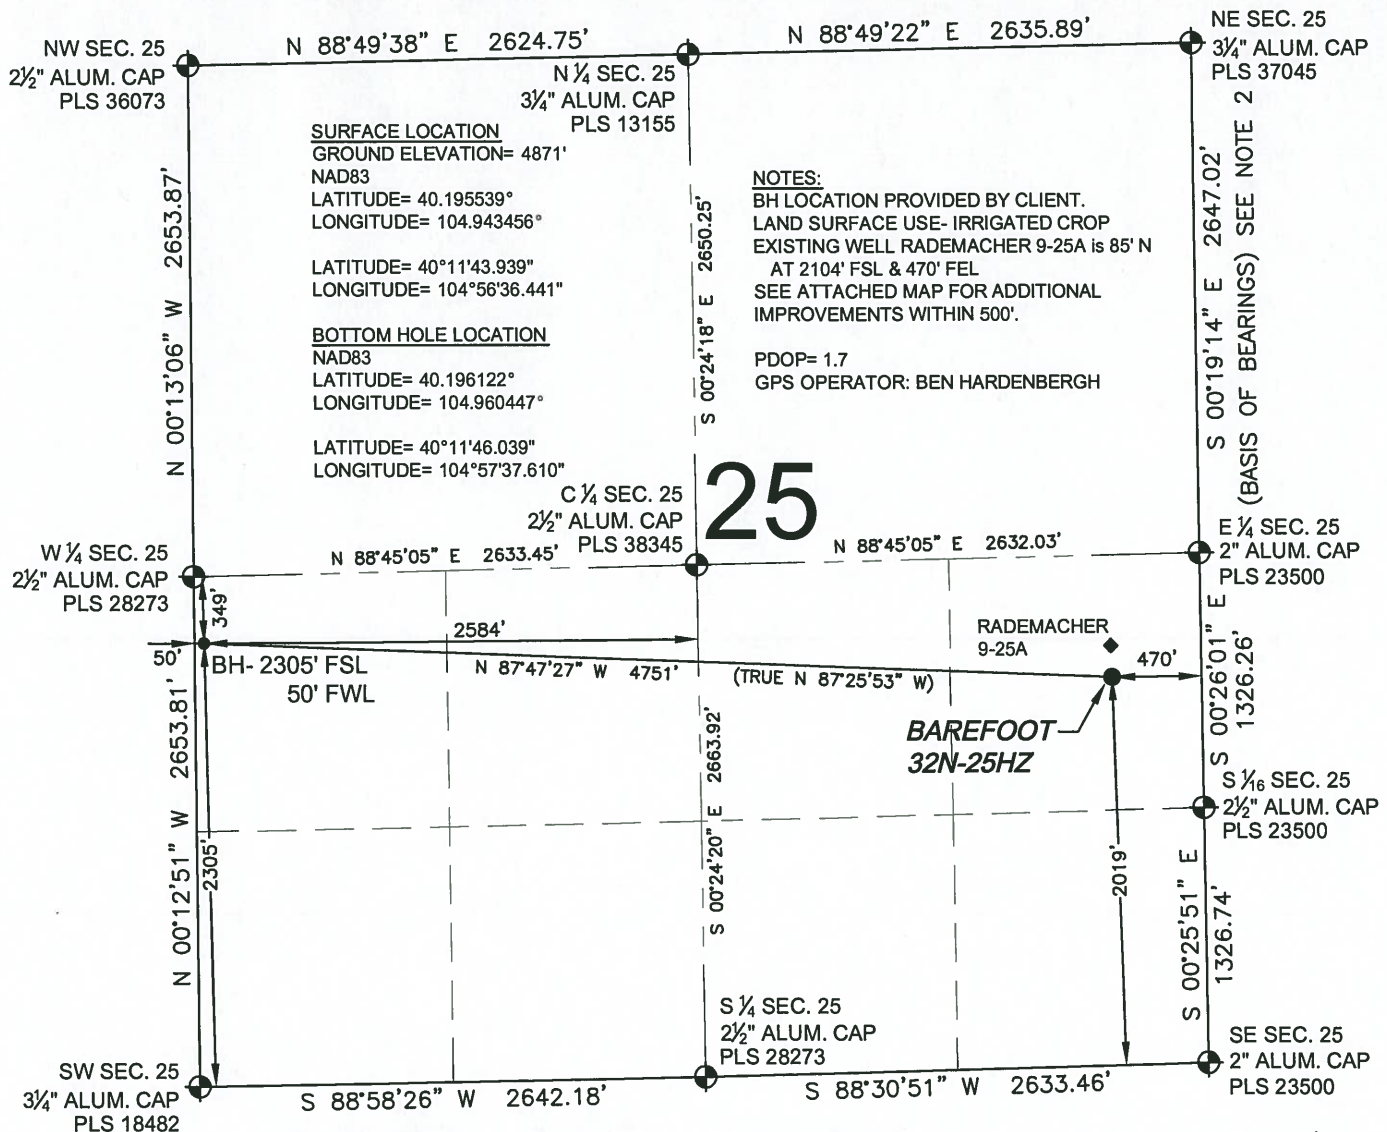 N 88°49'38" E 2624.75'
N 88°49'22" E 2635.89'
NW SEC. 25
2½" ALUM. CAP
PLS 36073
N ¼ SEC. 25
3¼" ALUM. CAP
PLS 13155
NE SEC. 25
3¼" ALUM. CAP
PLS 37045
SURFACE LOCATION
GROUND ELEVATION= 4871'
NAD83
LATITUDE= 40.195539°
LONGITUDE= 104.943456°
LATITUDE= 40°11'43.939"
LONGITUDE= 104°56'36.441"
BOTTOM HOLE LOCATION
NAD83
LATITUDE= 40.196122°
LONGITUDE= 104.960447°
LATITUDE= 40°11'46.039"
LONGITUDE= 104°57'37.610"
NOTES:
BH LOCATION PROVIDED BY CLIENT.
LAND SURFACE USE- IRRIGATED CROP
EXISTING WELL RADEMACHER 9-25A is 85' N
AT 2104' FSL & 470' FEL
SEE ATTACHED MAP FOR ADDITIONAL
IMPROVEMENTS WITHIN 500'.
PDOP= 1.7
GPS OPERATOR: BEN HARDENBERGH
N 00°13'06" W 2653.87'
S 00°24'18" E 2650.25'
S 00°19'14" E 2647.02'
(BASIS OF BEARINGS) SEE NOTE 2
25
C ¼ SEC. 25
2½" ALUM. CAP
PLS 38345
W ¼ SEC. 25
2½" ALUM. CAP
PLS 28273
N 88°45'05" E 2633.45'
N 88°45'05" E 2632.03'
E ¼ SEC. 25
2" ALUM. CAP
PLS 23500
349'
50'
2584'
BH- 2305' FSL
50' FWL
N 87°47'27" W 4751'
(TRUE N 87°25'53" W)
RADEMACHER
9-25A
470'
BAREFOOT
32N-25HZ
S 00°26'01" E
1326.26'
N 00°12'51" W 2653.81'
2305'
S 00°24'20" E 2663.92'
2019'
S 1⁄16 SEC. 25
2½" ALUM. CAP
PLS 23500
S 00°25'51" E
1326.74'
S ¼ SEC. 25
2½" ALUM. CAP
PLS 28273
SW SEC. 25
3¼" ALUM. CAP
PLS 18482
S 88°58'26" W 2642.18'
S 88°30'51" W 2633.46'
SE SEC. 25
2" ALUM. CAP
PLS 23500